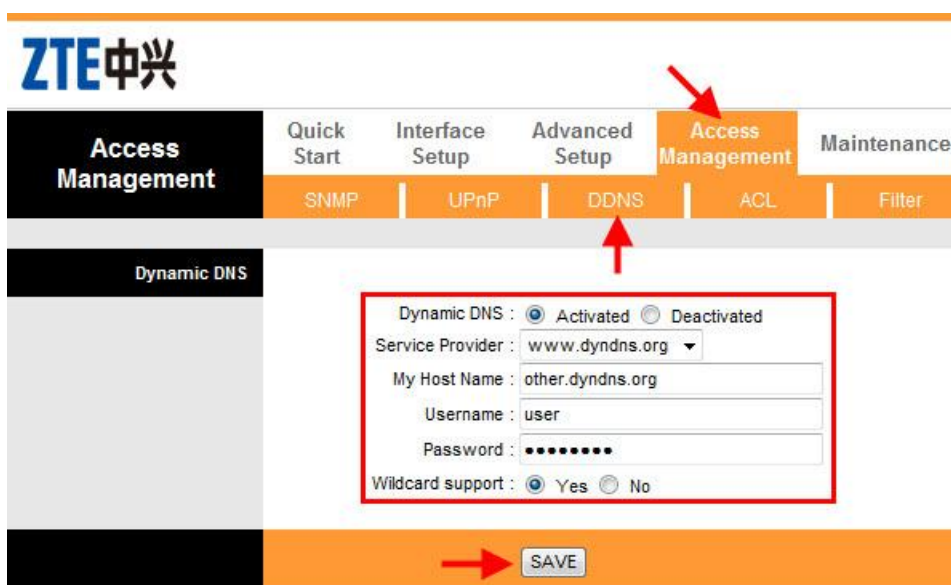 ZTE中兴
Access Management
Quick Start
Interface Setup
Advanced Setup
Access Management
Maintenance
SNMP
UPnP
DDNS
ACL
Filter
Dynamic DNS
Dynamic DNS : Activated Deactivated
Service Provider : www.dyndns.org
My Host Name : other.dyndns.org
Username : user
Password : ••••••••
Wildcard support : Yes No
SAVE